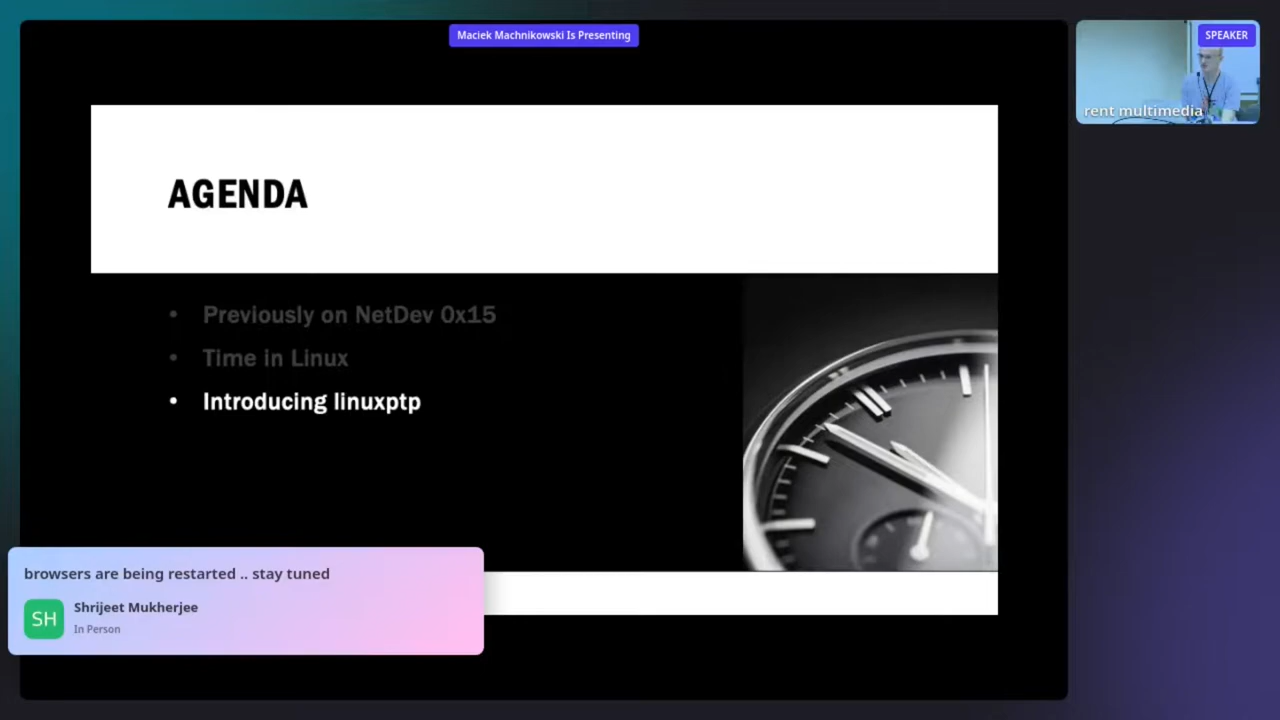 Maciek Machnikowski Is Presenting
SPEAKER
rent multimedia
AGENDA
• Previously on NetDev 0x15
• Time in Linux
• Introducing linuxptp
browsers are being restarted .. stay tuned
SH
Shrijeet Mukherjee
In Person